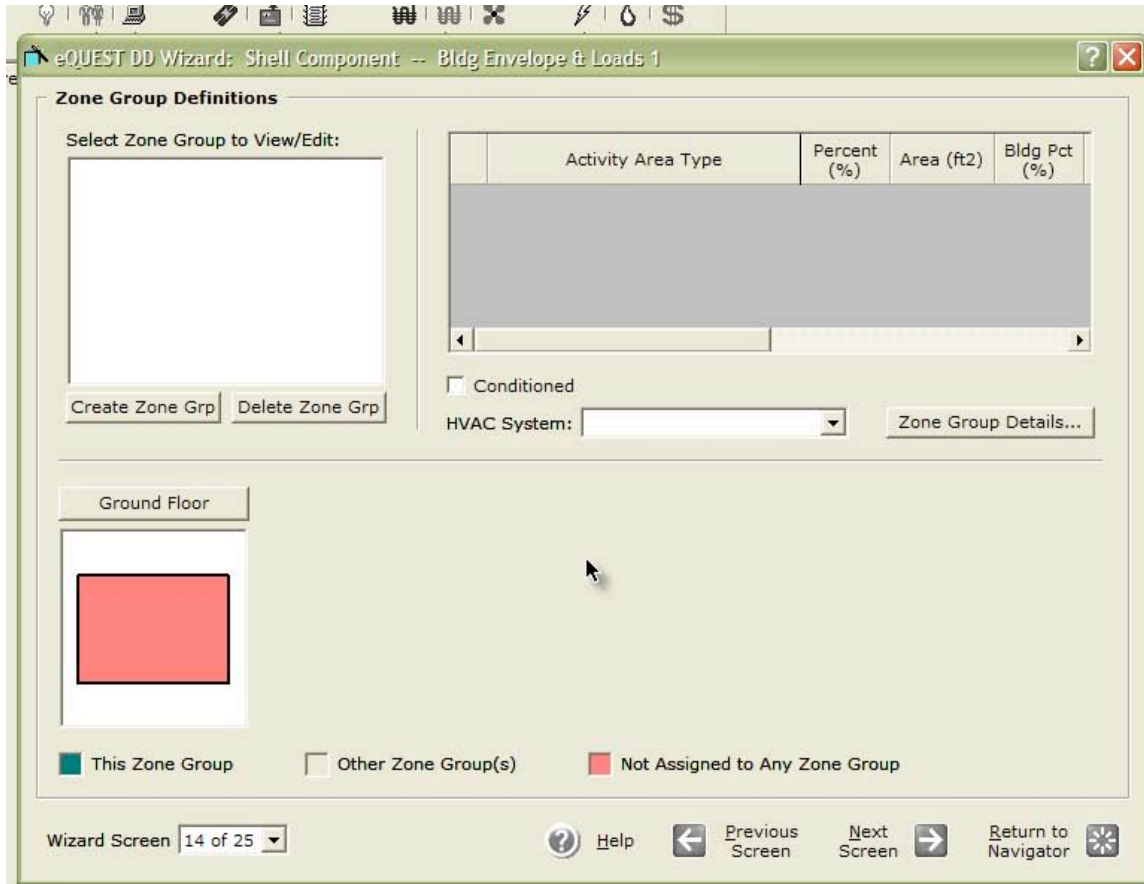 eQUEST DD Wizard: Shell Component -- Bldg Envelope & Loads 1
Zone Group Definitions
Select Zone Group to View/Edit:
Create Zone Grp
Delete Zone Grp
Activity Area Type
Percent
(%)
Area (ft2)
Bldg Pct
(%)
Conditioned
HVAC System:
Zone Group Details...
Ground Floor
This Zone Group
Other Zone Group(s)
Not Assigned to Any Zone Group
Wizard Screen 14 of 25
Help
Previous
Screen
Next
Screen
Return to
Navigator